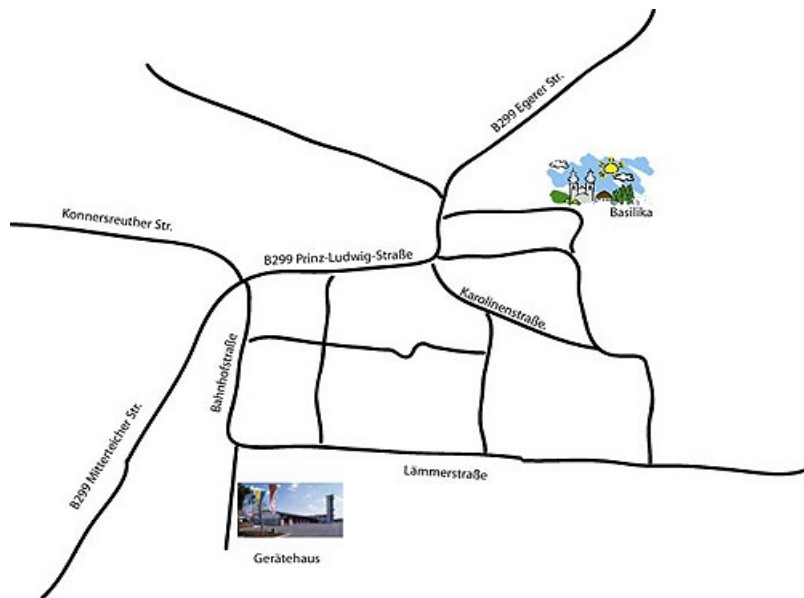 B299 Egerer Str.
Basilika
Konnersreuther Str.
B299 Prinz-Ludwig-Straße
Karolinenstraße.
Bahnhofstraße
B299 Mitterteicher Str.
Lämmerstraße
Gerätehaus